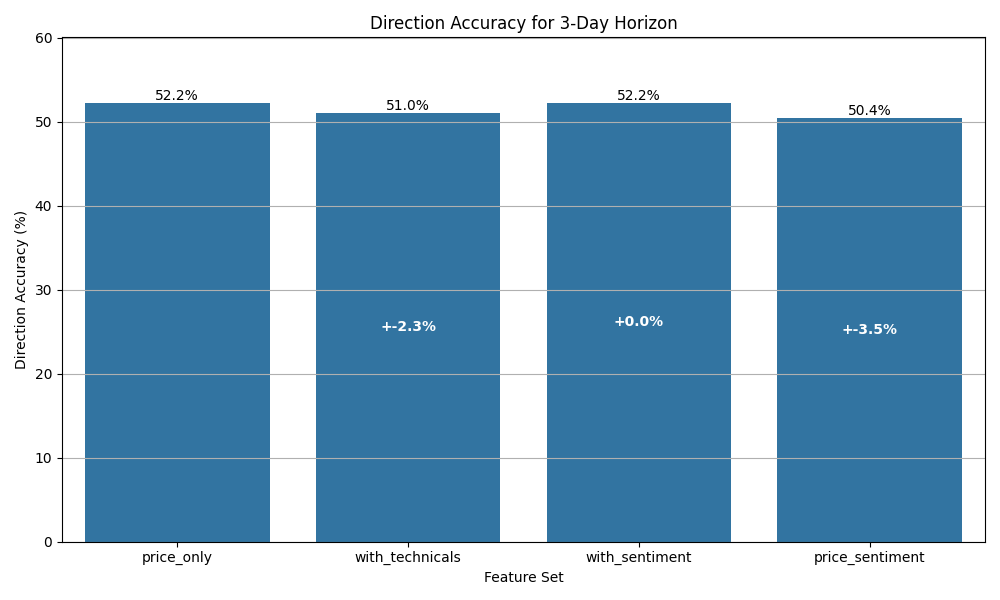 Direction Accuracy for 3-Day Horizon
Direction Accuracy (%)
60
50
40
30
20
10
0
52.2%
51.0%
52.2%
50.4%
+-2.3%
+0.0%
+-3.5%
price_only
with_technicals
with_sentiment
price_sentiment
Feature Set